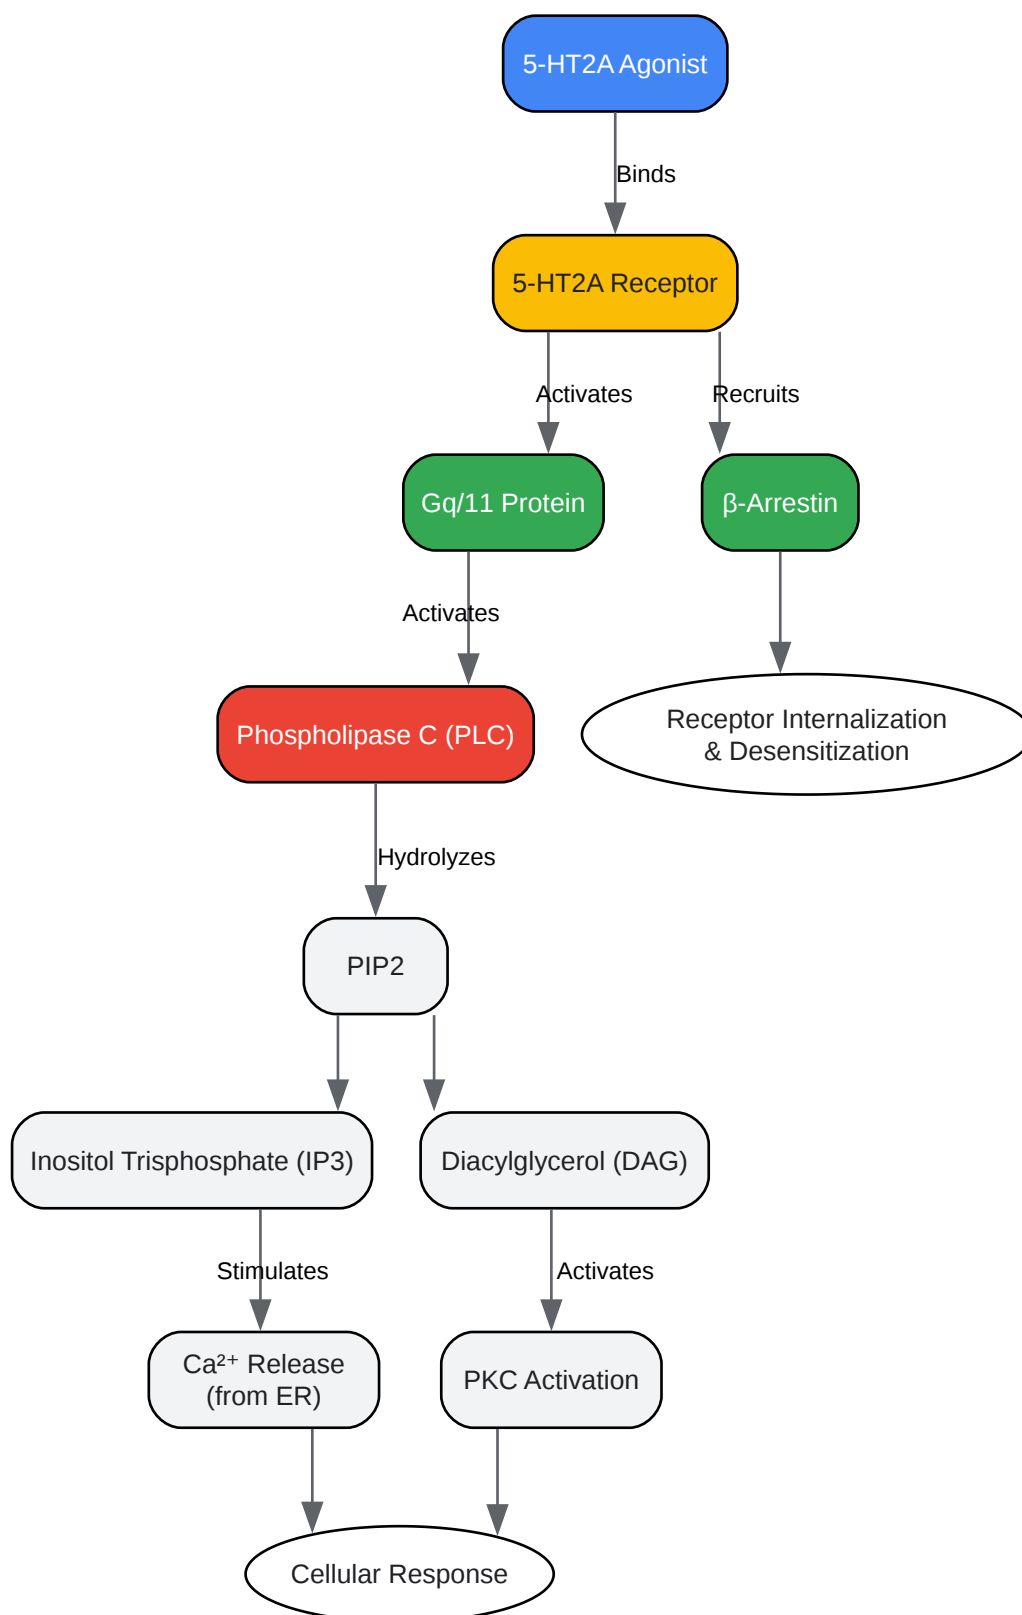 5-HT2A Agonist
Binds
5-HT2A Receptor
Activates
Recruits
Gq/11 Protein
β-Arrestin
Activates
Phospholipase C (PLC)
Receptor Internalization
& Desensitization
Hydrolyzes
PIP2
Inositol Trisphosphate (IP3)
Diacylglycerol (DAG)
Stimulates
Activates
Ca²⁺ Release
(from ER)
PKC Activation
Cellular Response